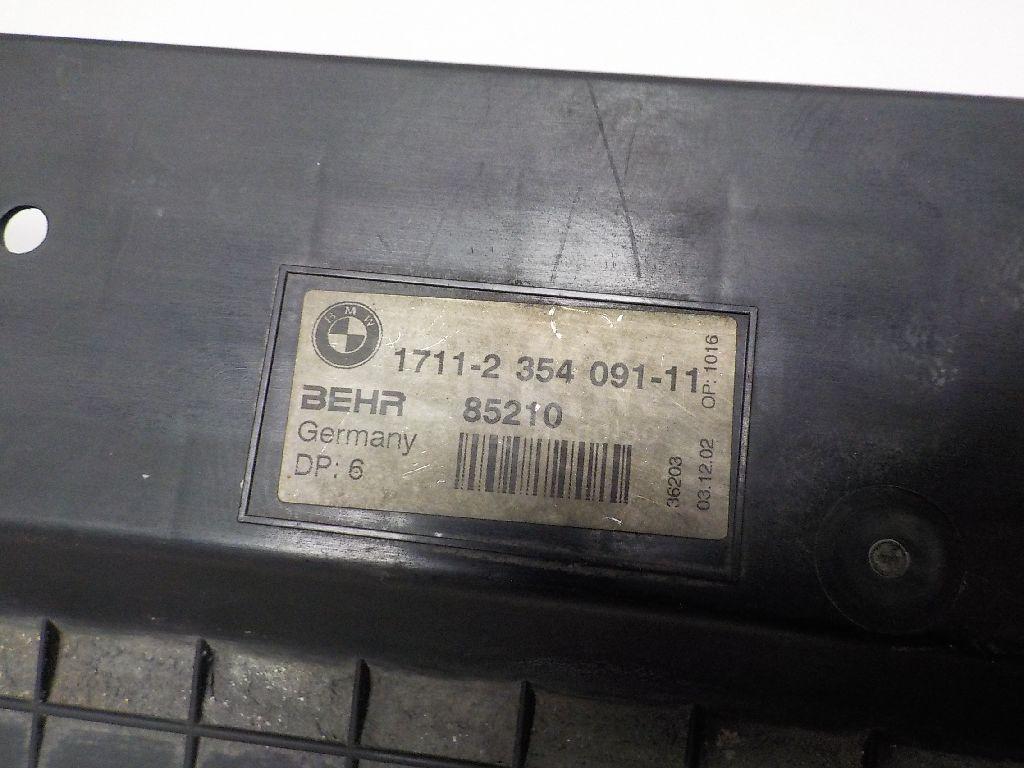 BMW
1711-2 354 091-11
BEHR 85210
Germany
DP: 6
36203
03.12.02 OP: 1016